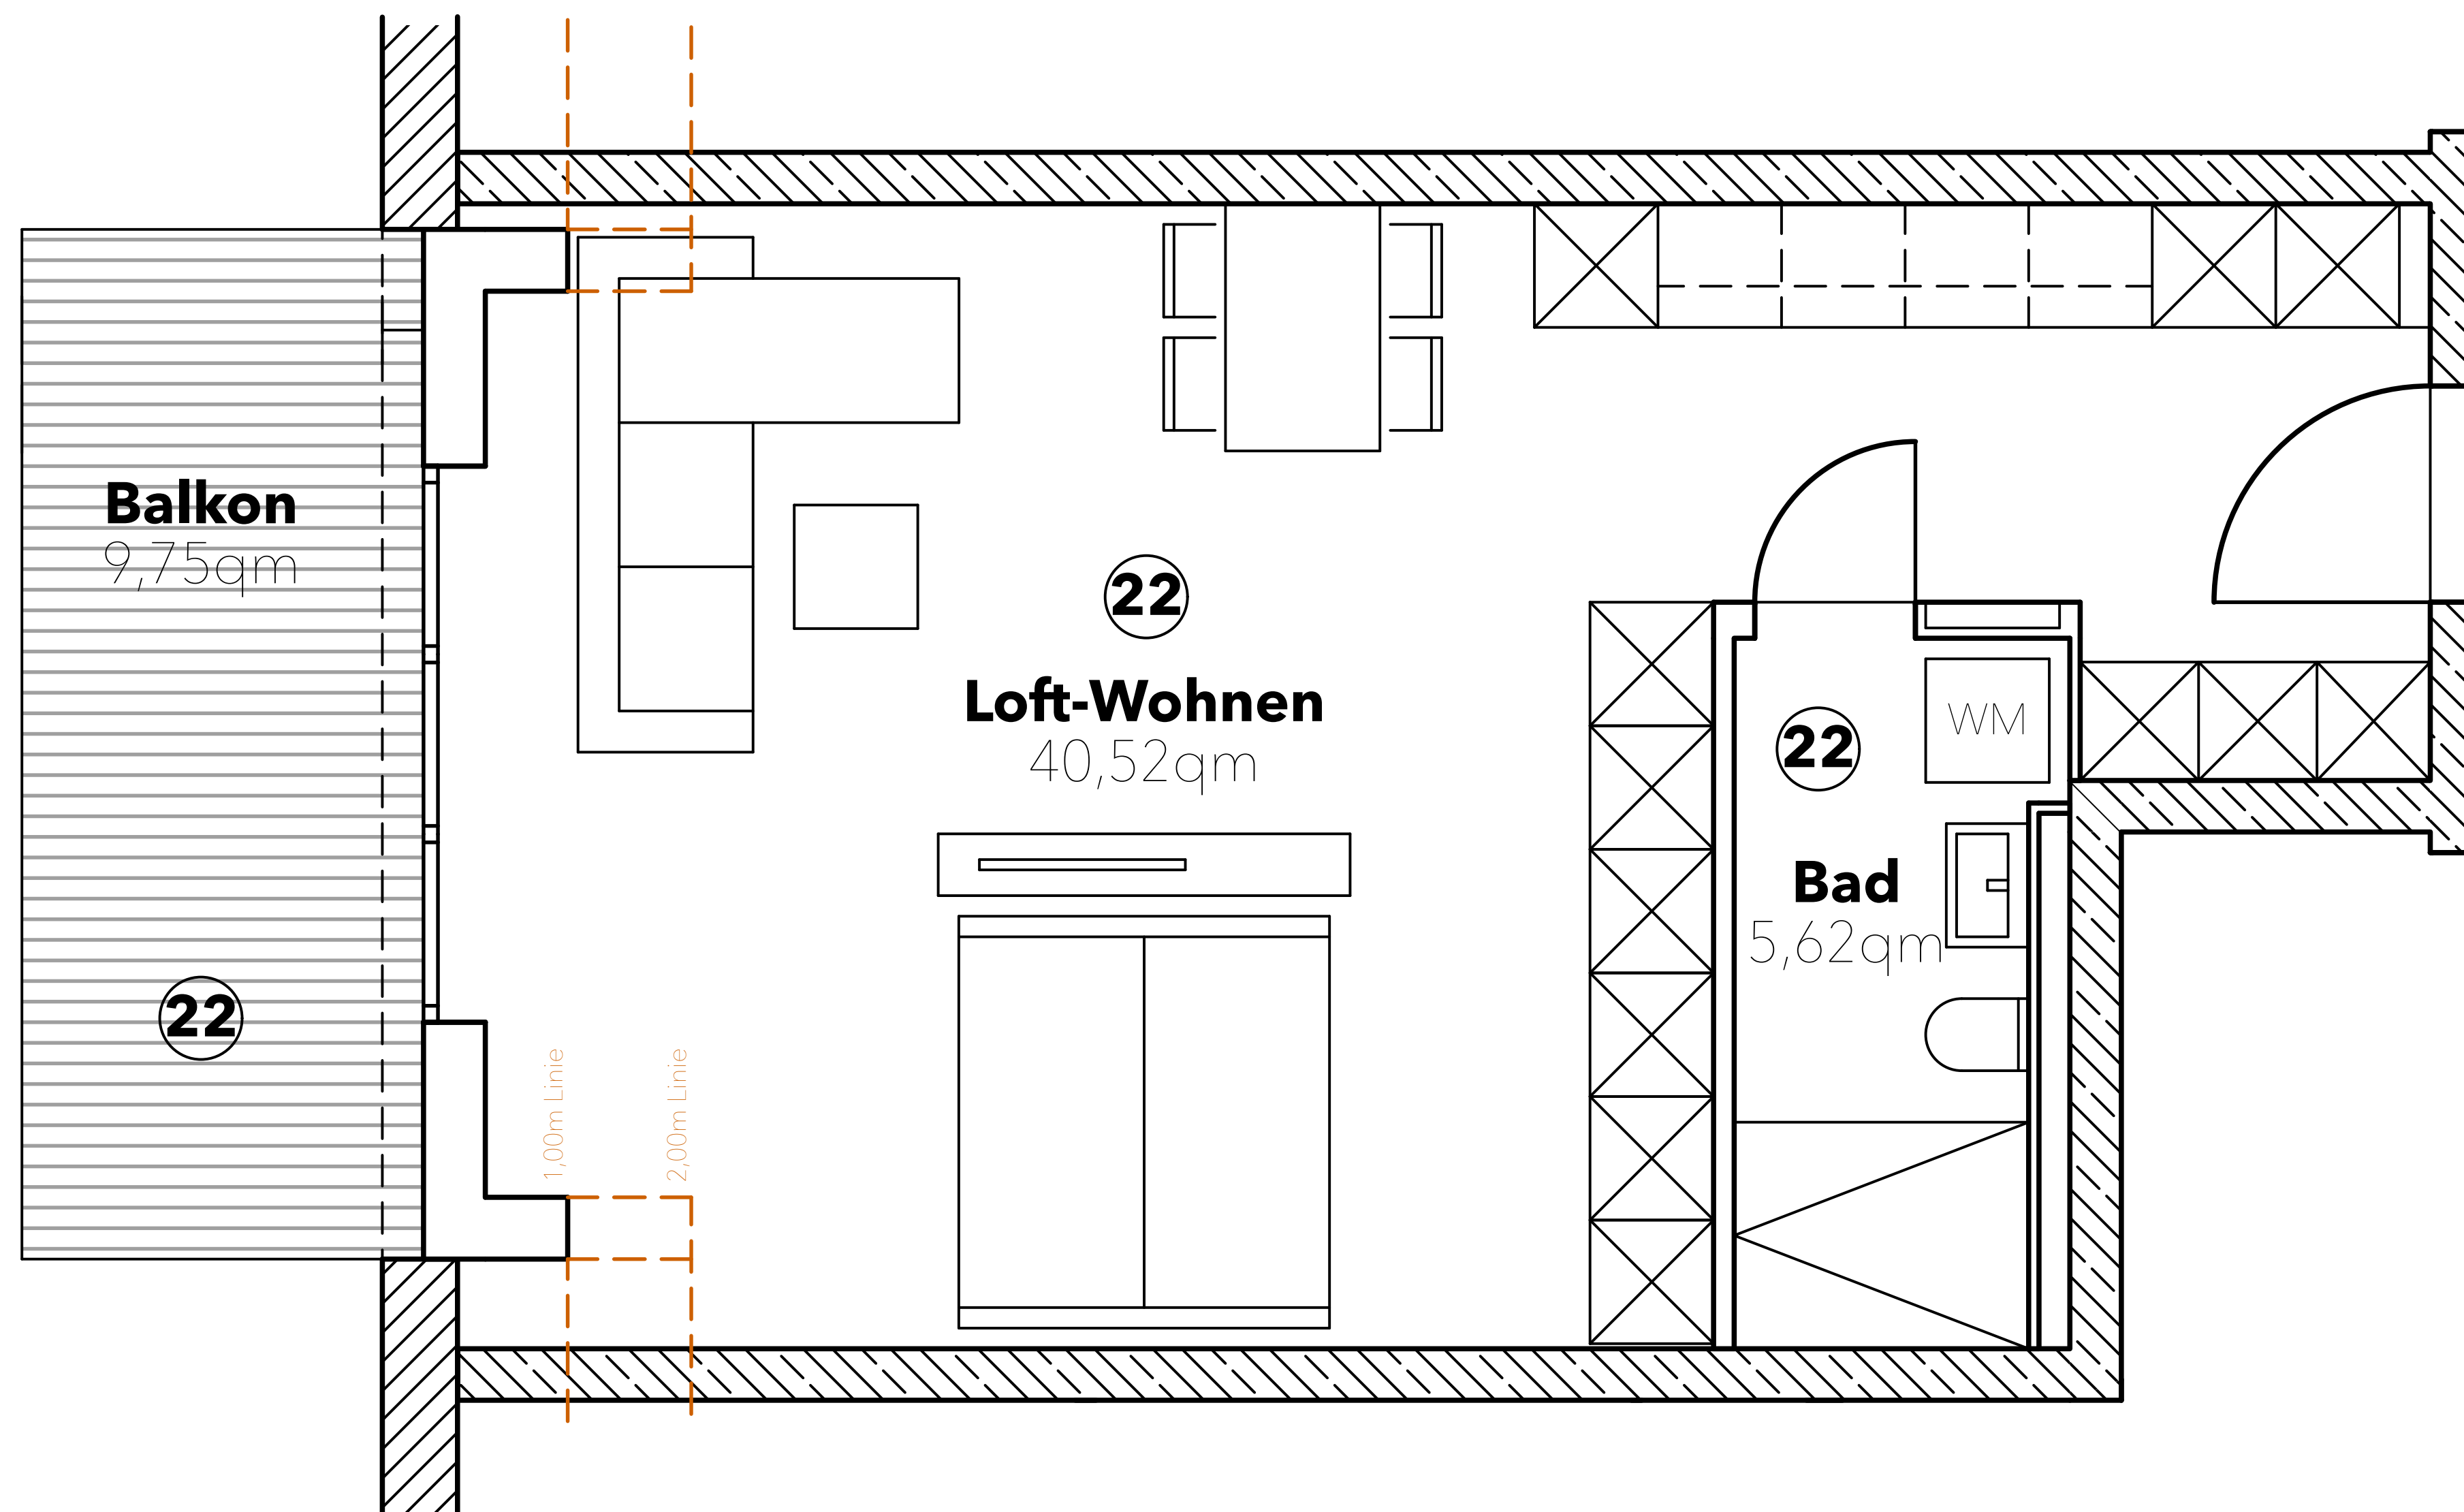 Balkon
9,75qm
22
22
Loft-Wohnen
40,52qm
1,00m Linie
2,00m Linie
22
WM
Bad
5,62qm